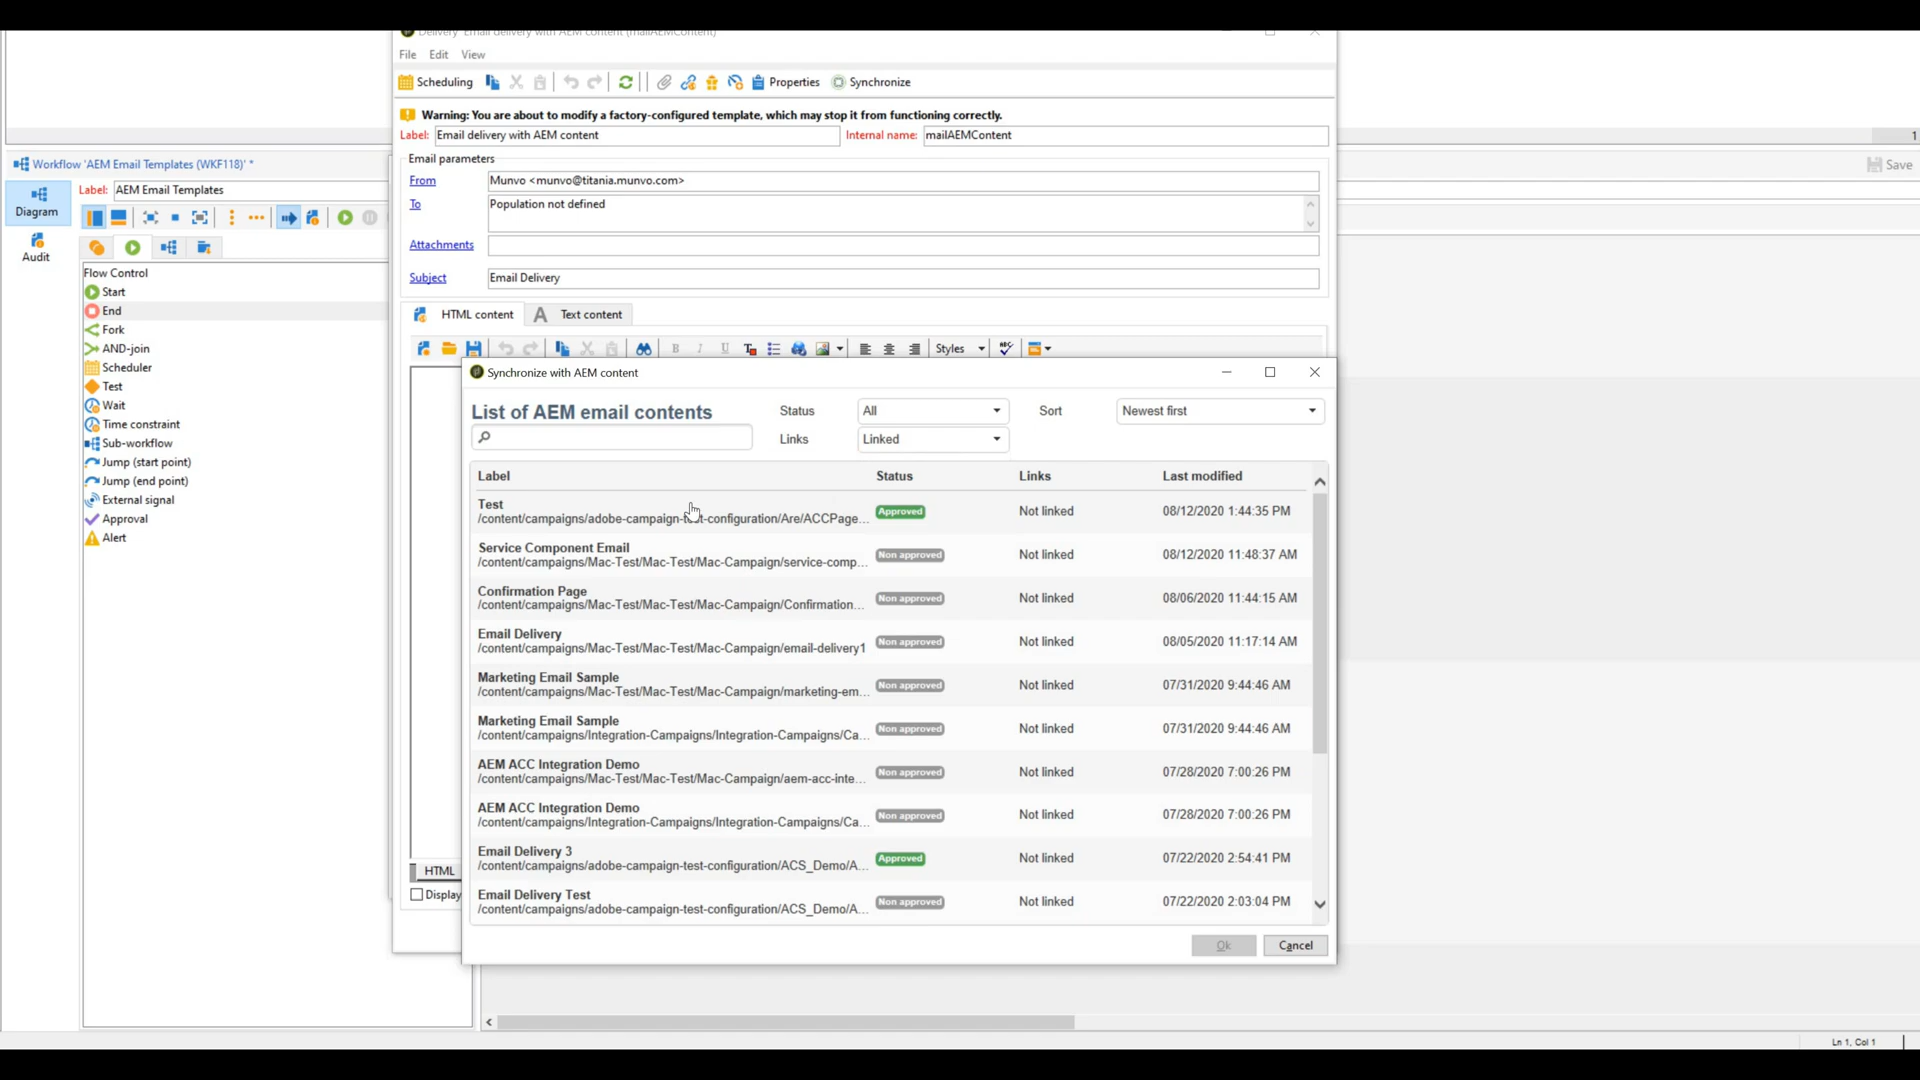 Delivery 'Email delivery with AEM content' (mailAEMContent)
File Edit View
Scheduling Properties Synchronize
Warning: You are about to modify a factory-configured template, which may stop it from functioning correctly.
Label: Email delivery with AEM content Internal name: mailAEMContent
1
Email parameters
Workflow 'AEM Email Templates (WKF118)' *
Save
From Munvo <munvo@titania.munvo.com>
Diagram
Label: AEM Email Templates
To Population not defined
Audit
Attachments
Subject Email Delivery
Flow Control
Start
End
Fork
AND-join
Scheduler
Test
Wait
Time constraint
Sub-workflow
Jump (start point)
Jump (end point)
External signal
Approval
Alert
HTML content A Text content
B I U Styles ABC
Synchronize with AEM content
List of AEM email contents Status All Sort Newest first
Links Linked
Label Status Links Last modified
Test
/content/campaigns/adobe-campaign-test-configuration/Are/ACCPage... Approved Not linked 08/12/2020 1:44:35 PM
Service Component Email
/content/campaigns/Mac-Test/Mac-Test/Mac-Campaign/service-comp... Non approved Not linked 08/12/2020 11:48:37 AM
Confirmation Page
/content/campaigns/Mac-Test/Mac-Test/Mac-Campaign/Confirmation... Non approved Not linked 08/06/2020 11:44:15 AM
Email Delivery
/content/campaigns/Mac-Test/Mac-Test/Mac-Campaign/email-delivery1 Non approved Not linked 08/05/2020 11:17:14 AM
Marketing Email Sample
/content/campaigns/Mac-Test/Mac-Test/Mac-Campaign/marketing-em... Non approved Not linked 07/31/2020 9:44:46 AM
Marketing Email Sample
/content/campaigns/Integration-Campaigns/Integration-Campaigns/Ca... Non approved Not linked 07/31/2020 9:44:46 AM
AEM ACC Integration Demo
/content/campaigns/Mac-Test/Mac-Test/Mac-Campaign/aem-acc-inte... Non approved Not linked 07/28/2020 7:00:26 PM
AEM ACC Integration Demo
/content/campaigns/Integration-Campaigns/Integration-Campaigns/Ca... Non approved Not linked 07/28/2020 7:00:26 PM
Email Delivery 3
/content/campaigns/adobe-campaign-test-configuration/ACS_Demo/A... Approved Not linked 07/22/2020 2:54:41 PM
Email Delivery Test
/content/campaigns/adobe-campaign-test-configuration/ACS_Demo/A... Non approved Not linked 07/22/2020 2:03:04 PM
HTML
Display
Ok Cancel
Ln 1, Col 1